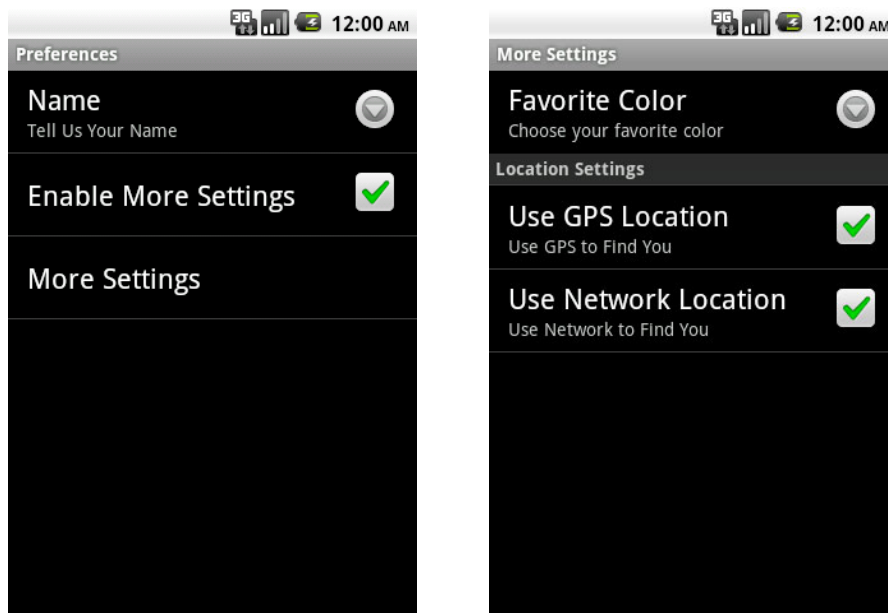 3G 12:00 AM
Preferences
Name
Tell Us Your Name
Enable More Settings
More Settings
3G 12:00 AM
More Settings
Favorite Color
Choose your favorite color
Location Settings
Use GPS Location
Use GPS to Find You
Use Network Location
Use Network to Find You